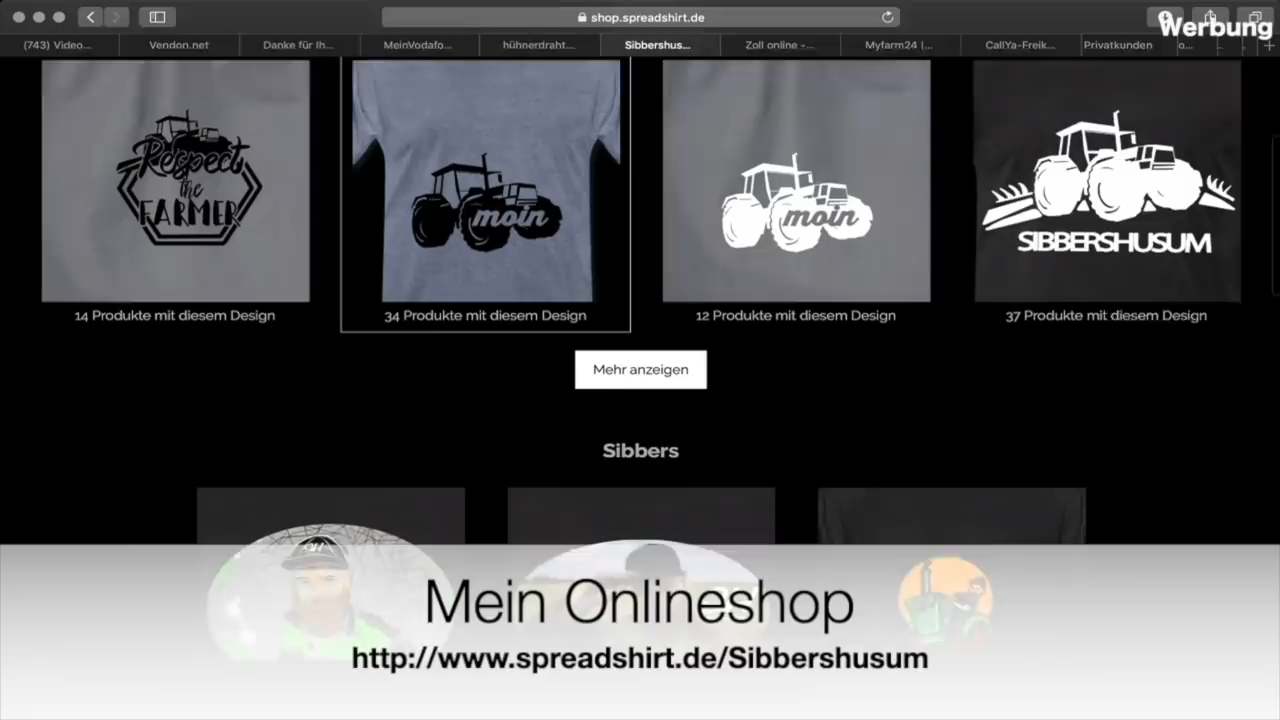 shop.spreadshirt.de
Werbung
(743) Video...
Vendon.net
Danke für Ih...
MeinVodafo...
hühnerdraht...
Sibbershus...
Zoll online -...
Myfarm24 |...
CallYa-Freik...
Privatkunden
o...
Respect
the
FARMER
moin
moin
SIBBERSHUSUM
14 Produkte mit diesem Design
34 Produkte mit diesem Design
12 Produkte mit diesem Design
37 Produkte mit diesem Design
Mehr anzeigen
Sibbers
Mein Onlineshop
http://www.spreadshirt.de/Sibbershusum